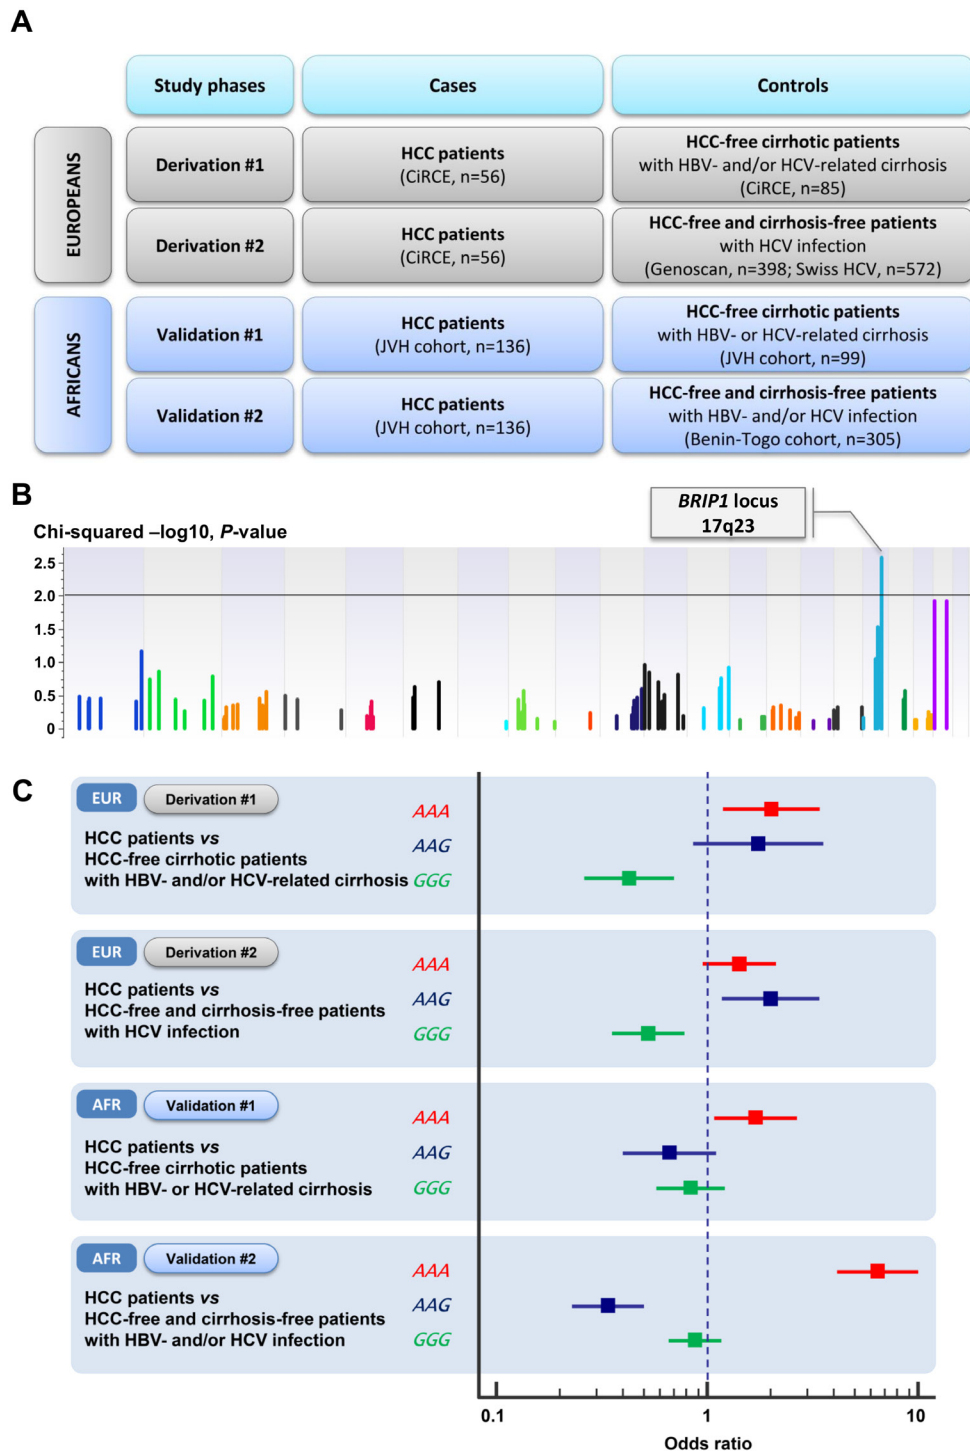 A
Study phases
Cases
Controls
EUROPEANS
Derivation #1
HCC patients
(CiRCE, n=56)
HCC-free cirrhotic patients
with HBV- and/or HCV-related cirrhosis
(CiRCE, n=85)
Derivation #2
HCC patients
(CiRCE, n=56)
HCC-free and cirrhosis-free patients
with HCV infection
(Genoscan, n=398; Swiss HCV, n=572)
AFRICANS
Validation #1
HCC patients
(JVH cohort, n=136)
HCC-free cirrhotic patients
with HBV- or HCV-related cirrhosis
(JVH cohort, n=99)
Validation #2
HCC patients
(JVH cohort, n=136)
HCC-free and cirrhosis-free patients
with HBV- and/or HCV infection
(Benin-Togo cohort, n=305)
B
BRIP1 locus
17q23
Chi-squared –log10, P-value
2.5
2.0
1.5
1.0
0.5
0
C
EUR Derivation #1
HCC patients vs
HCC-free cirrhotic patients
with HBV- and/or HCV-related cirrhosis
AAA
AAG
GGG
EUR Derivation #2
HCC patients vs
HCC-free and cirrhosis-free patients
with HCV infection
AAA
AAG
GGG
AFR Validation #1
HCC patients vs
HCC-free cirrhotic patients
with HBV- or HCV-related cirrhosis
AAA
AAG
GGG
AFR Validation #2
HCC patients vs
HCC-free and cirrhosis-free patients
with HBV- and/or HCV infection
AAA
AAG
GGG
0.1 1 10
Odds ratio